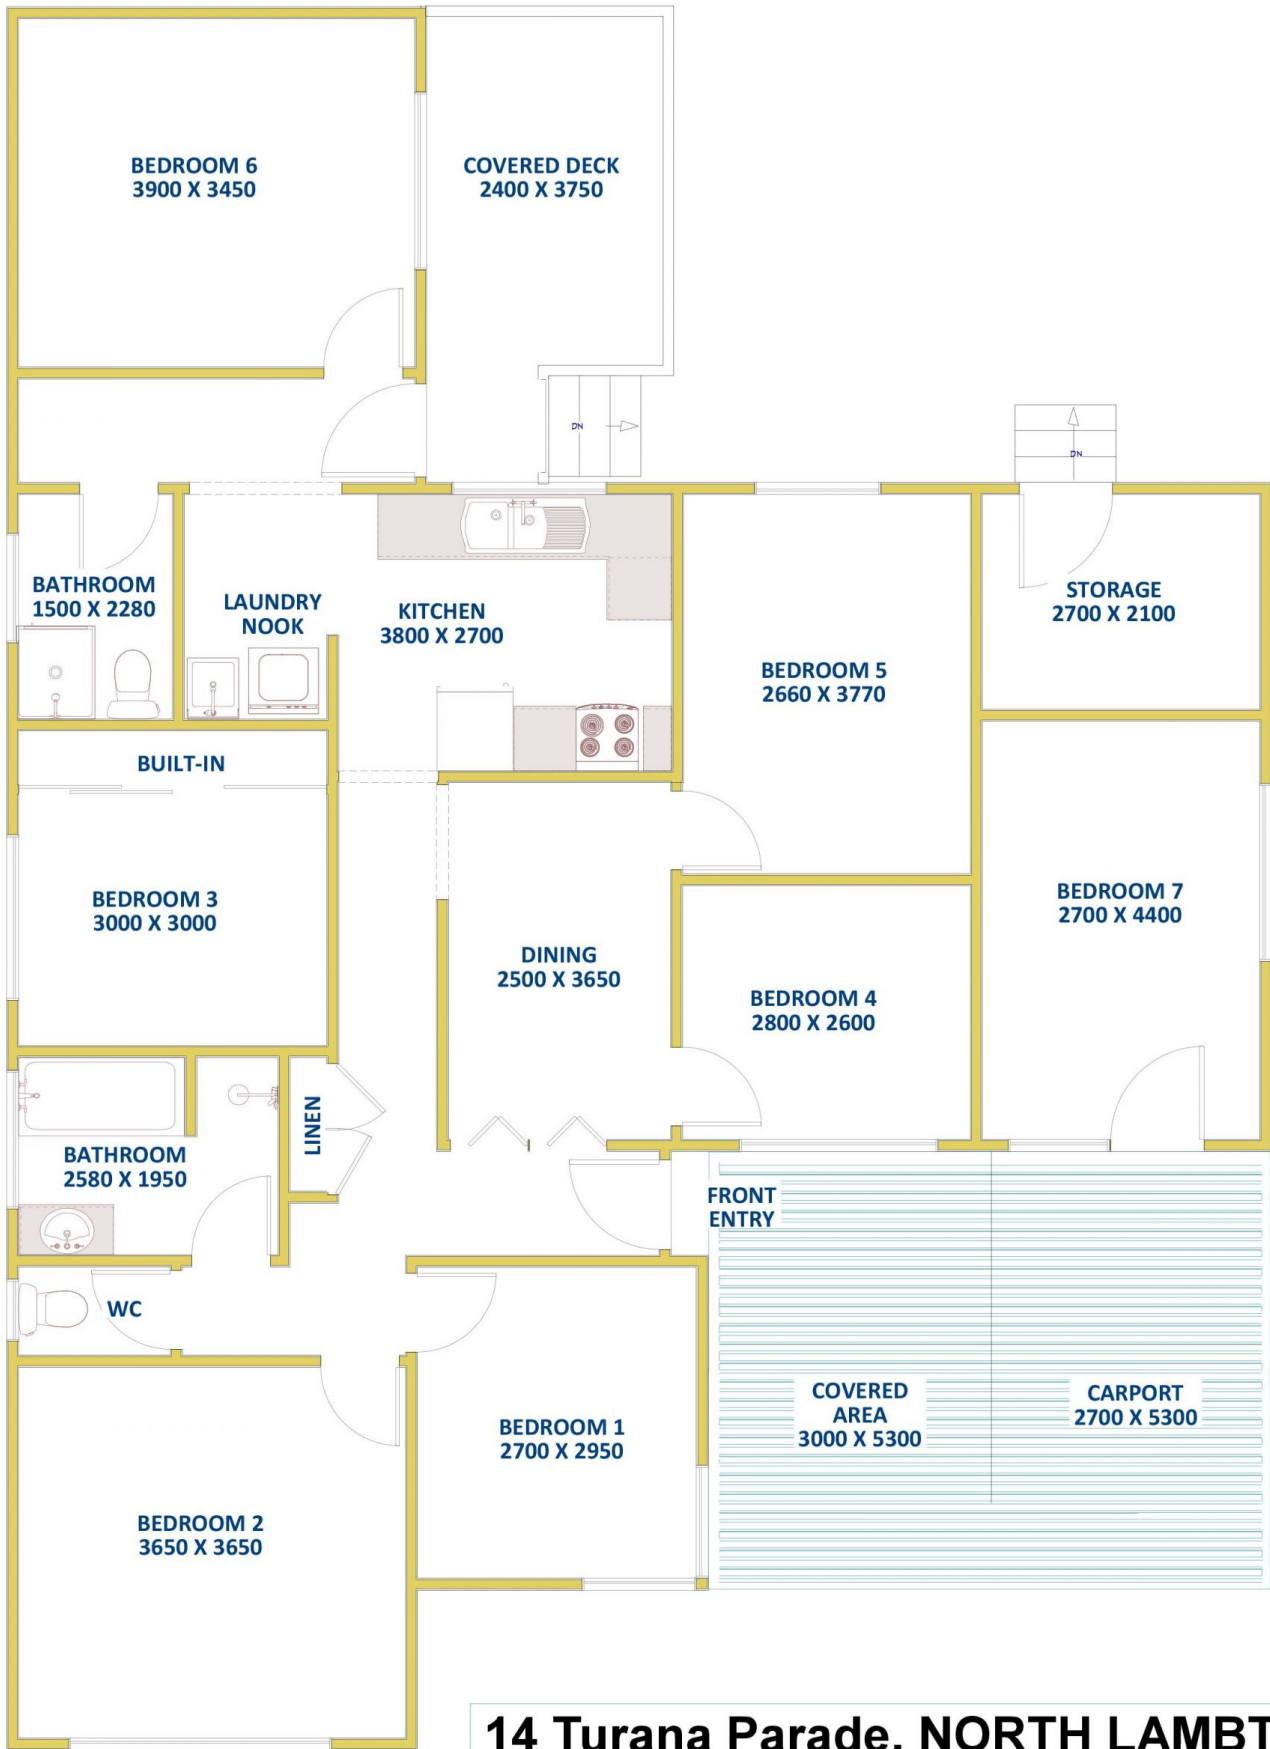 BEDROOM 6
3900 X 3450
COVERED DECK
2400 X 3750
DN
DN
BATHROOM
1500 X 2280
LAUNDRY
NOOK
KITCHEN
3800 X 2700
STORAGE
2700 X 2100
BEDROOM 5
2660 X 3770
BUILT-IN
BEDROOM 3
3000 X 3000
BEDROOM 7
2700 X 4400
DINING
2500 X 3650
BEDROOM 4
2800 X 2600
LINEN
BATHROOM
2580 X 1950
FRONT
ENTRY
WC
COVERED
AREA
3000 X 5300
CARPORT
2700 X 5300
BEDROOM 1
2700 X 2950
BEDROOM 2
3650 X 3650
14 Turana Parade, NORTH LAMBT